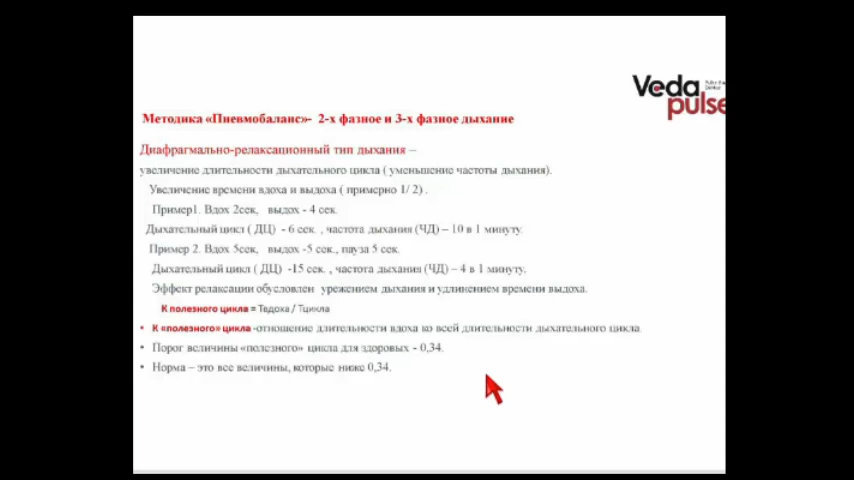 Veda
pulse
Методика «Пневмобаланс»- 2-х фазное и 3-х фазное дыхание
Диафрагмально-релаксационный тип дыхания –
увеличение длительности дыхательного цикла ( уменьшение частоты дыхания).
Увеличение времени вдоха и выдоха ( примерно 1/ 2) .
Пример1. Вдох 2сек, выдох - 4 сек.
Дыхательный цикл ( ДЦ) - 6 сек. , частота дыхания (ЧД) – 10 в 1 минуту.
Пример 2. Вдох 5сек, выдох -5 сек., пауза 5 сек.
Дыхательный цикл ( ДЦ) -15 сек. , частота дыхания (ЧД) – 4 в 1 минуту.
Эффект релаксации обусловлен урежением дыхания и удлинением времени выдоха.
К полезного цикла = Твдоха / Тцикла
• К «полезного» цикла -отношение длительности вдоха ко всей длительности дыхательного цикла.
• Порог величины «полезного» цикла для здоровых - 0,34.
• Норма – это все величины, которые ниже 0,34.